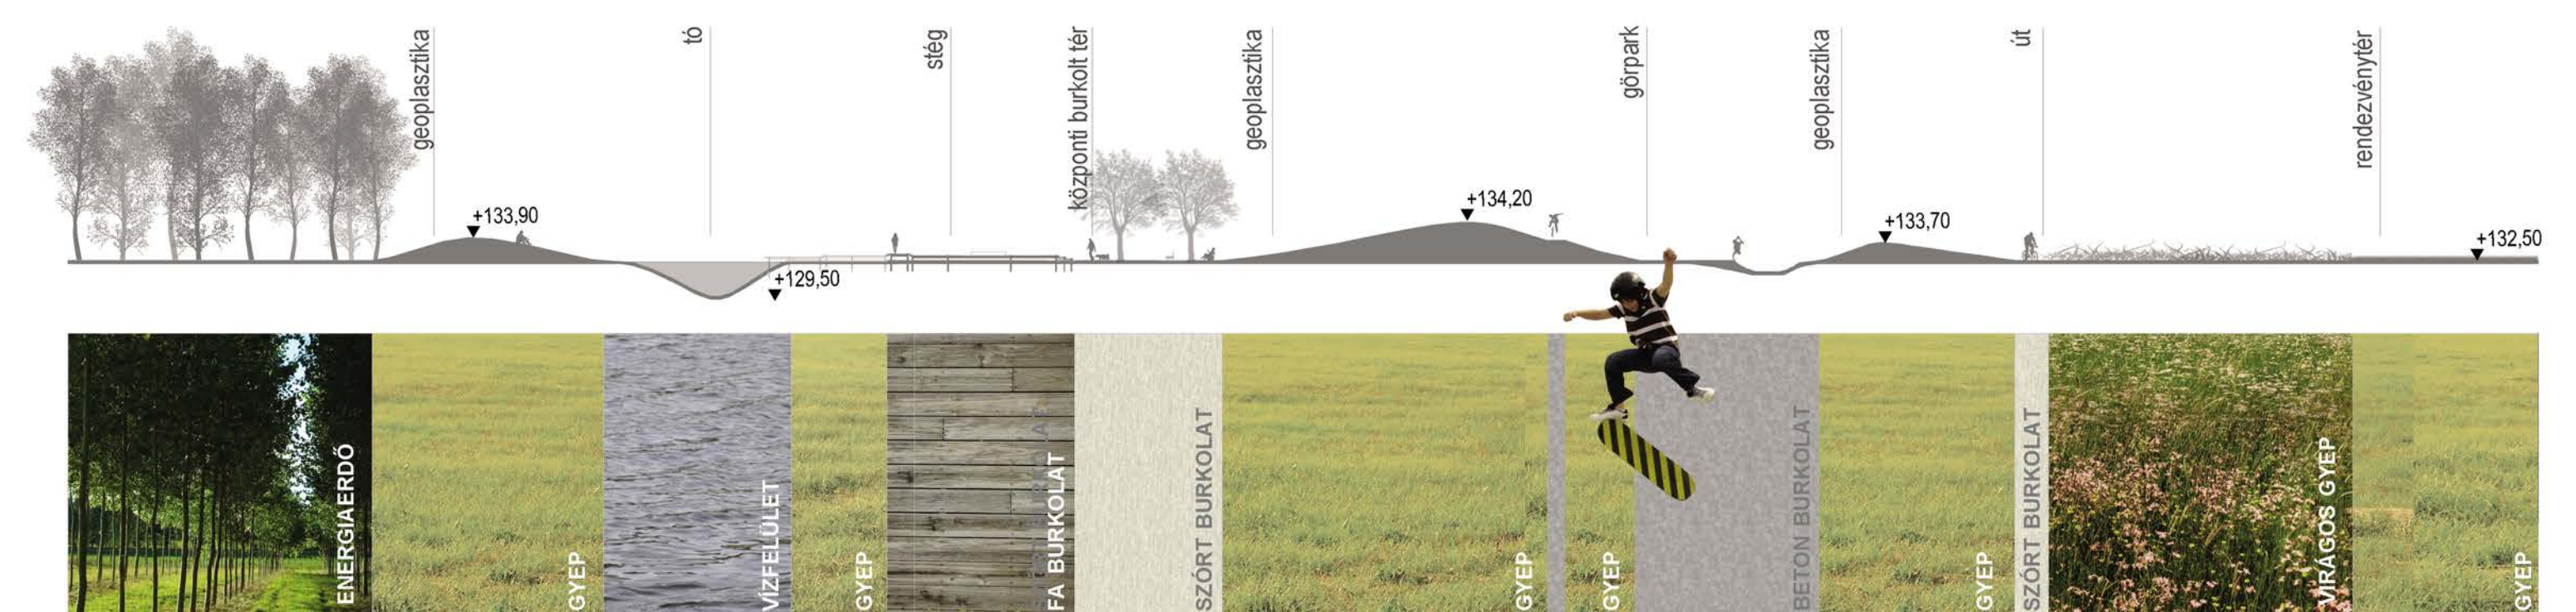 geoplasztika
tó
stég
központi burkolt tér
geoplasztika
görpark
geoplasztika
út
rendezvénytér
+133,90
+129,50
+134,20
+133,70
+132,50
ENERGIAERDŐ
GYEP
VÍZFELÜLET
GYEP
FA BURKOLAT
SZÓRT BURKOLAT
GYEP
GYEP
BETON BURKOLAT
GYEP
SZÓRT BURKOLAT
VIRÁGOS GYEP
GYEP